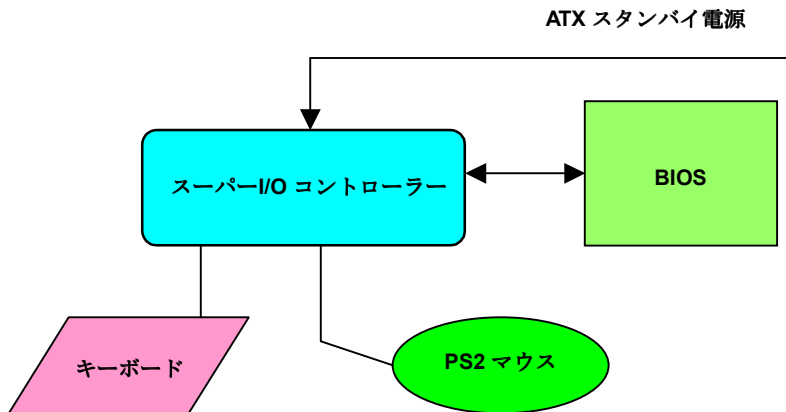 ATX スタンバイ電源
スーパーI/O コントローラー
BIOS
キーボード
PS2 マウス